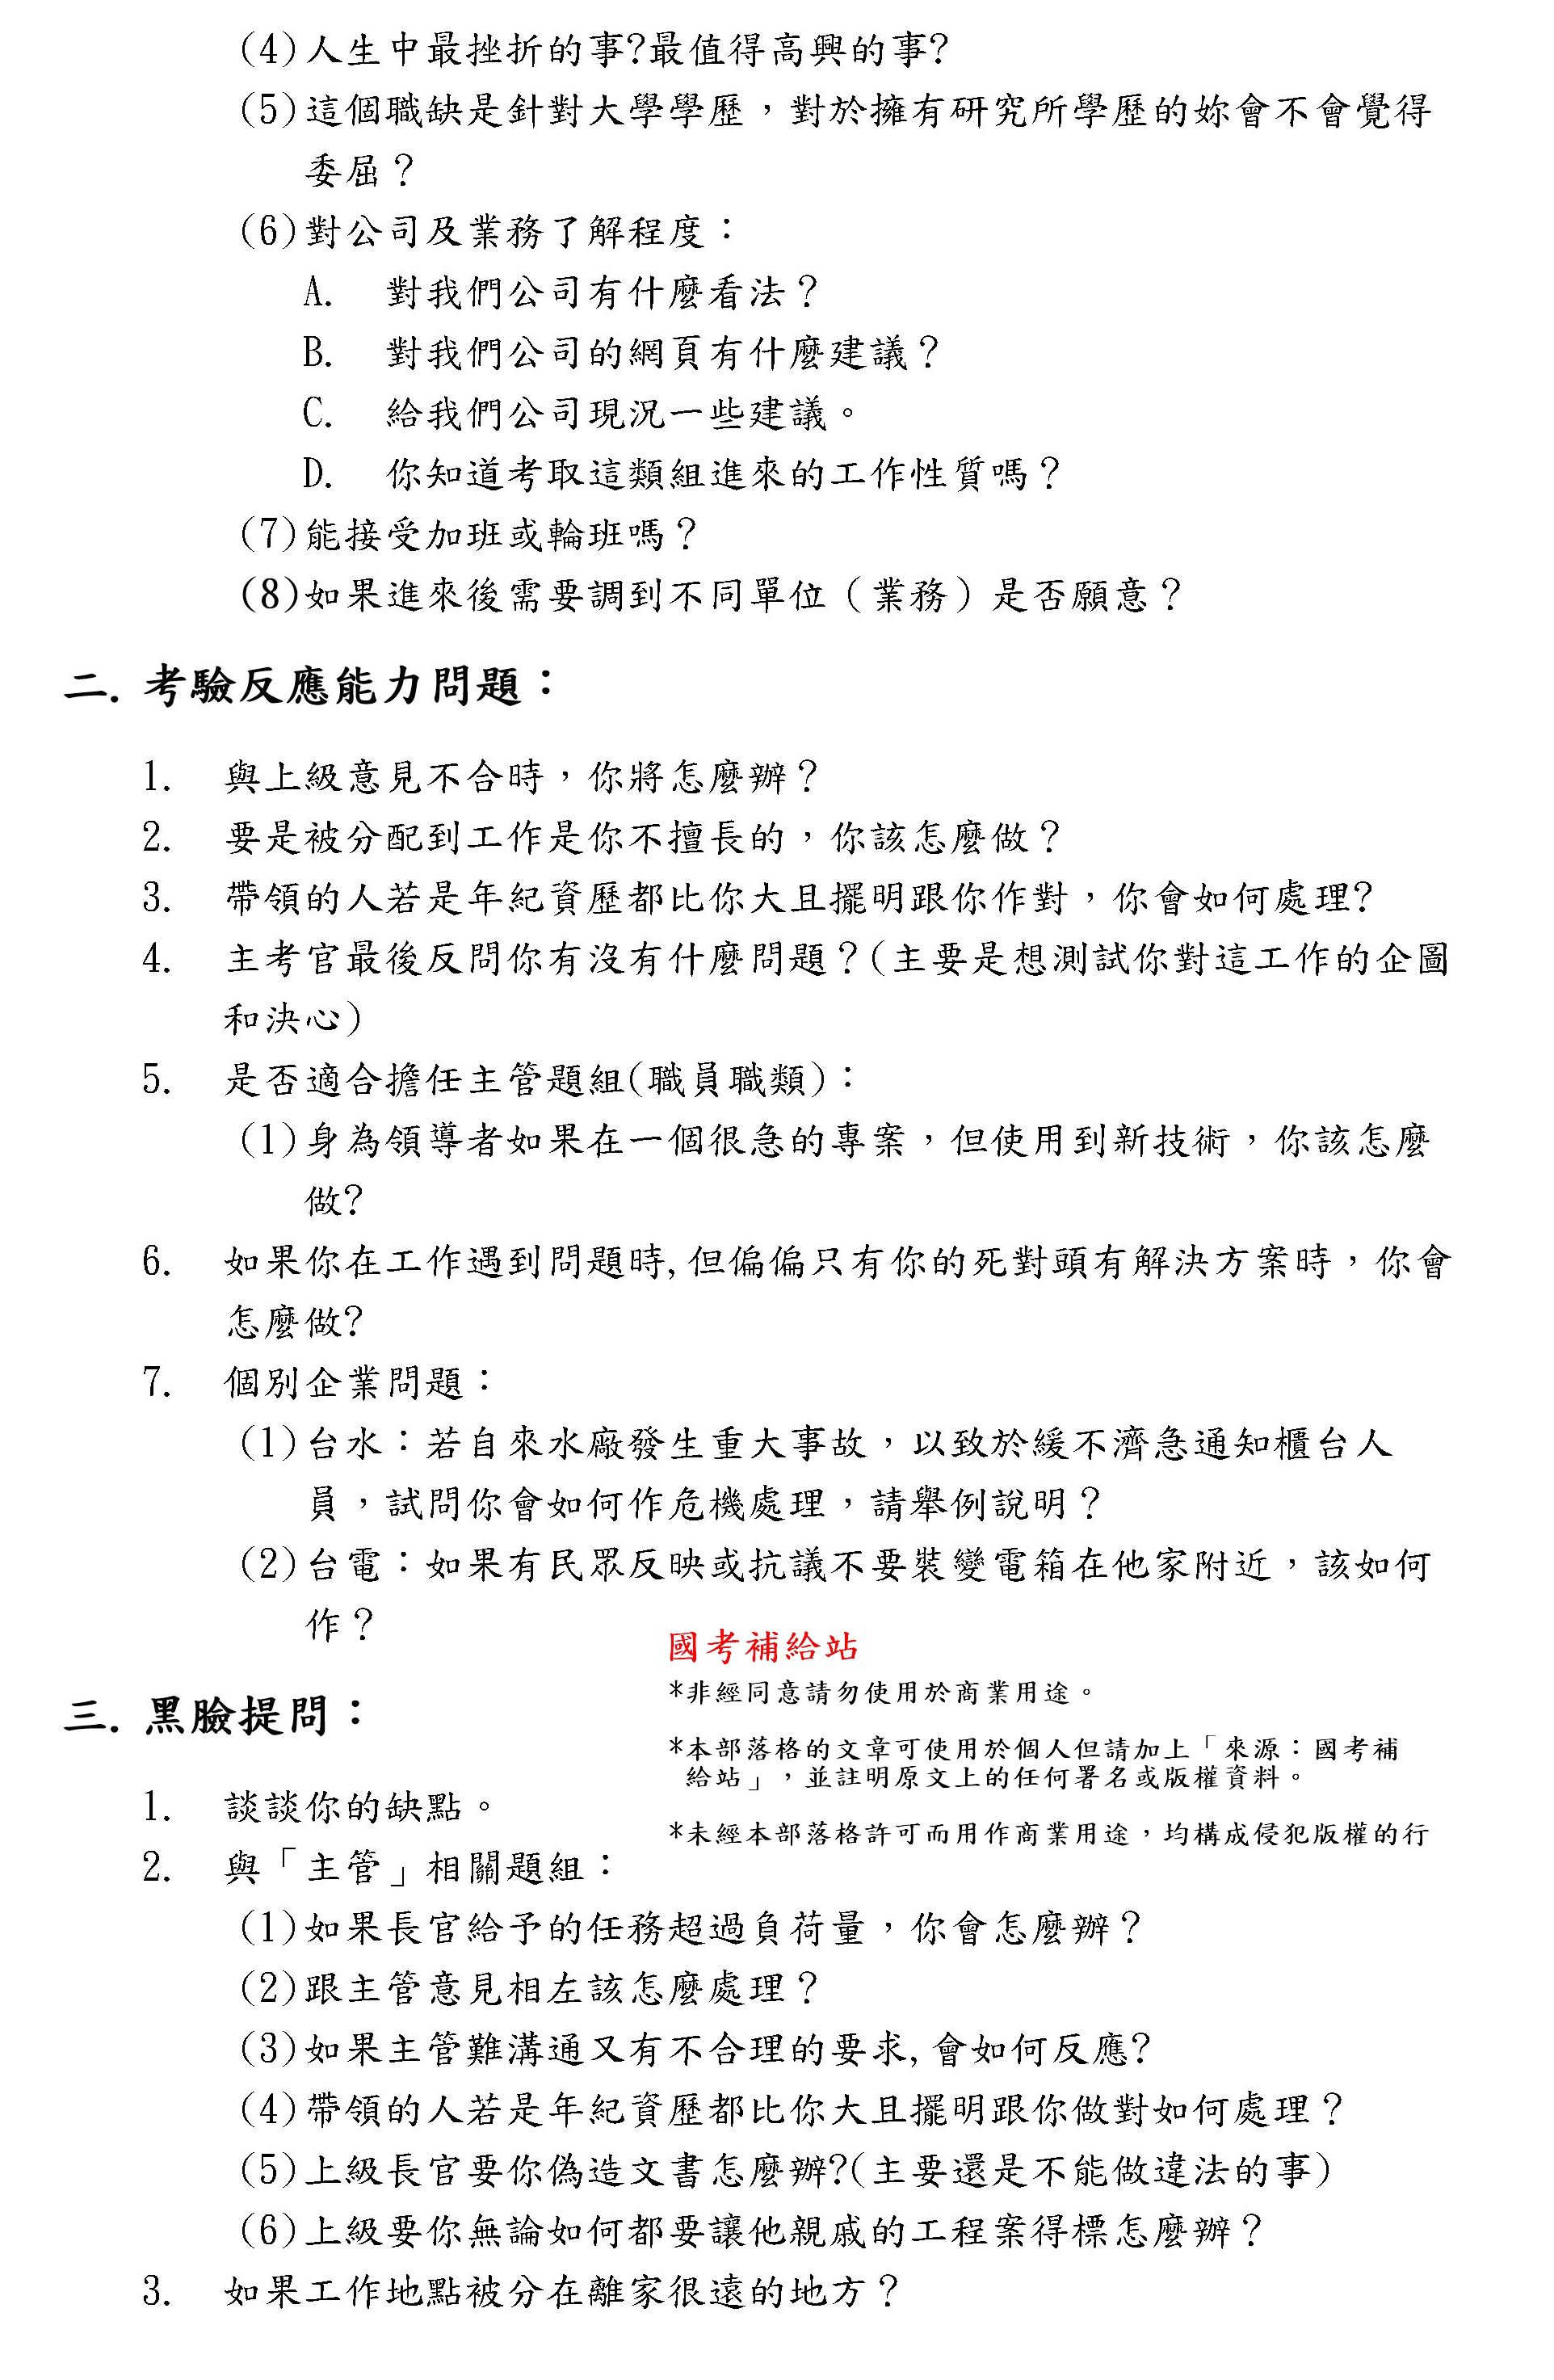 (4)人生中最挫折的事?最值得高興的事?
(5)這個職缺是針對大學學歷，對於擁有研究所學歷的妳會不會覺得
委屈？
(6)對公司及業務了解程度：
A. 對我們公司有什麼看法？
B. 對我們公司的網頁有什麼建議？
C. 給我們公司現況一些建議。
D. 你知道考取這類組進來的工作性質嗎？
(7)能接受加班或輪班嗎？
(8)如果進來後需要調到不同單位（業務）是否願意？
二. 考驗反應能力問題：
1. 與上級意見不合時，你將怎麼辦？
2. 要是被分配到工作是你不擅長的，你該怎麼做？
3. 帶領的人若是年紀資歷都比你大且擺明跟你作對，你會如何處理?
4. 主考官最後反問你有沒有什麼問題？(主要是想測試你對這工作的企圖
和決心)
5. 是否適合擔任主管題組(職員職類)：
(1)身為領導者如果在一個很急的專案，但使用到新技術，你該怎麼
做?
6. 如果你在工作遇到問題時,但偏偏只有你的死對頭有解決方案時，你會
怎麼做?
7. 個別企業問題：
(1)台水：若自來水廠發生重大事故，以致於緩不濟急通知櫃台人
員，試問你會如何作危機處理，請舉例說明？
(2)台電：如果有民眾反映或抗議不要裝變電箱在他家附近，該如何
作？
國考補給站
*非經同意請勿使用於商業用途。
*本部落格的文章可使用於個人但請加上「來源：國考補
給站」，並註明原文上的任何署名或版權資料。
*未經本部落格許可而用作商業用途，均構成侵犯版權的行
三. 黑臉提問：
1. 談談你的缺點。
2. 與「主管」相關題組：
(1)如果長官給予的任務超過負荷量，你會怎麼辦？
(2)跟主管意見相左該怎麼處理？
(3)如果主管難溝通又有不合理的要求,會如何反應?
(4)帶領的人若是年紀資歷都比你大且擺明跟你做對如何處理？
(5)上級長官要你偽造文書怎麼辦?(主要還是不能做違法的事)
(6)上級要你無論如何都要讓他親戚的工程案得標怎麼辦？
3. 如果工作地點被分在離家很遠的地方？